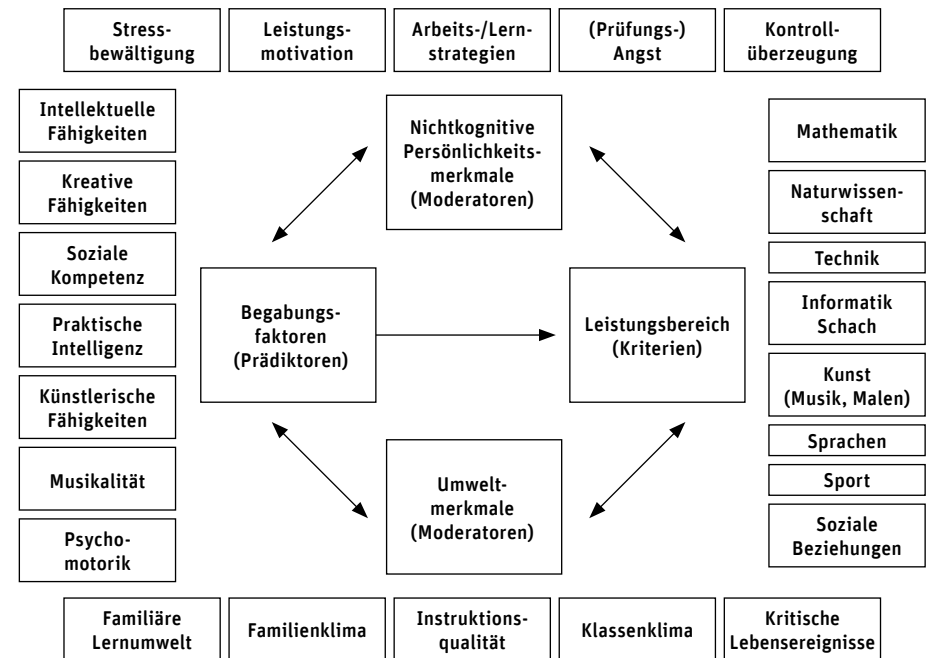 Stress-
bewältigung
Leistungs-
motivation
Arbeits-/Lern-
strategien
(Prüfungs-)
Angst
Kontroll-
überzeugung
Intellektuelle
Fähigkeiten
Kreative
Fähigkeiten
Soziale
Kompetenz
Praktische
Intelligenz
Künstlerische
Fähigkeiten
Musikalität
Psycho-
motorik
Nichtkognitive
Persönlichkeits-
merkmale
(Moderatoren)
Begabungs-
faktoren
(Prädiktoren)
Leistungsbereich
(Kriterien)
Umwelt-
merkmale
(Moderatoren)
Mathematik
Naturwissen-
schaft
Technik
Informatik
Schach
Kunst
(Musik, Malen)
Sprachen
Sport
Soziale
Beziehungen
Familiäre
Lernumwelt
Familienklima
Instruktions-
qualität
Klassenklima
Kritische
Lebensereignisse